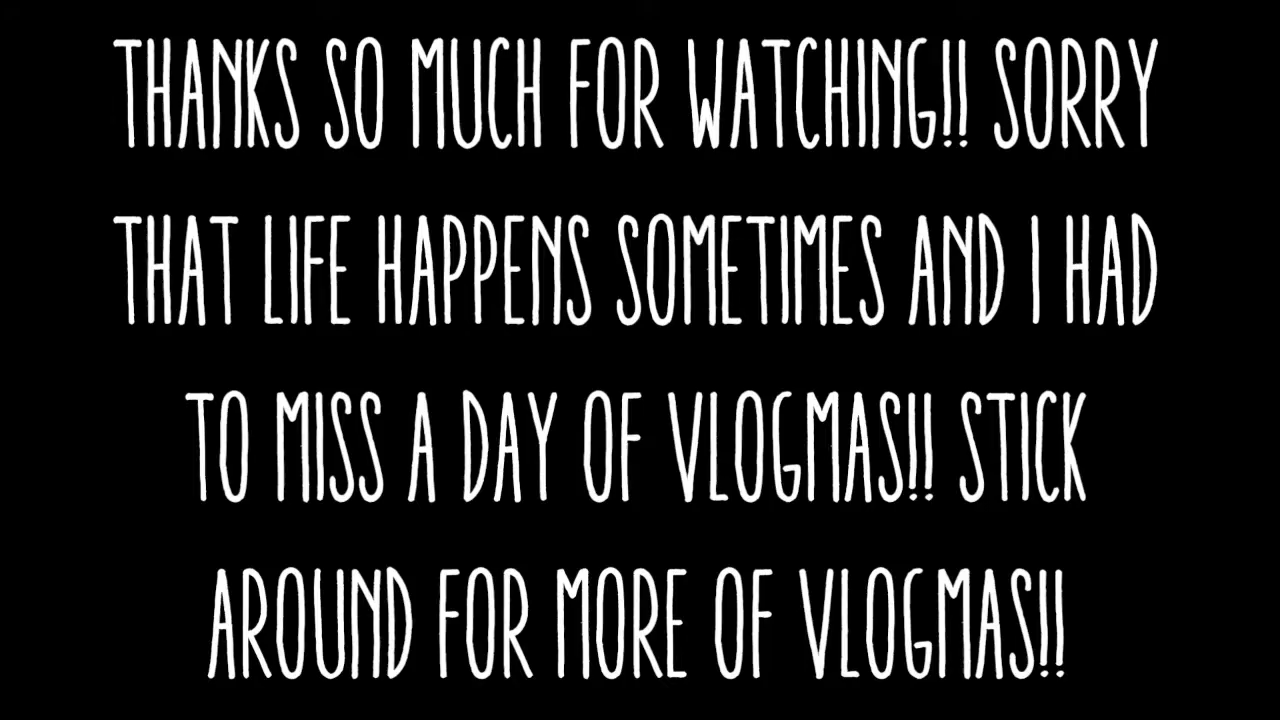 THANKS SO MUCH FOR WATCHING!! SORRY
THAT LIFE HAPPENS SOMETIMES AND I HAD
TO MISS A DAY OF VLOGMAS!! STICK
AROUND FOR MORE OF VLOGMAS!!